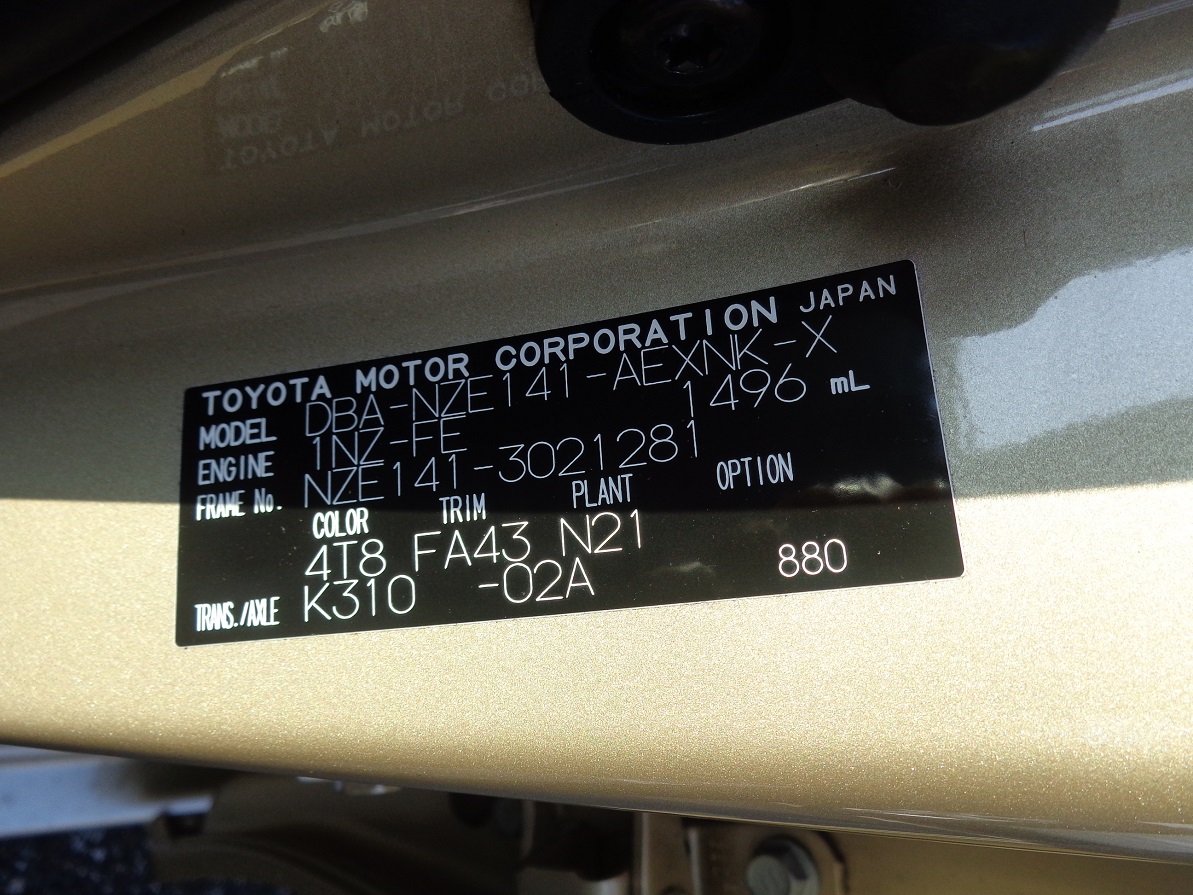 TOYOTA MOTOR CORPORATION JAPAN
MODEL DBA-NZE141-AEXNK-X
ENGINE 1NZ-FE 1496 mL
FRAME No. NZE141-3021281
COLOR TRIM PLANT OPTION
4T8 FA43 N21
TRANS./AXLE K310 -02A 880